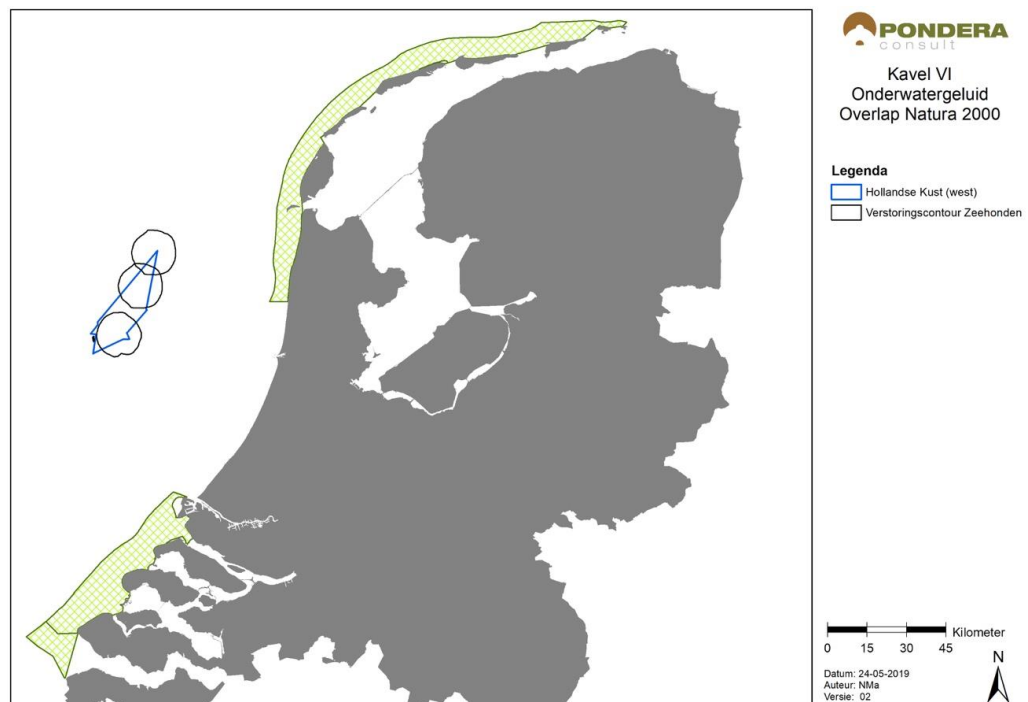 PONDERA
consult
Kavel VI
Onderwatergeluid
Overlap Natura 2000
Legenda
Hollandse Kust (west)
Verstoringscontour Zeehonden
Kilometer
0 15 30 45
N
Datum: 24-05-2019
Auteur: NMa
Versie: 02